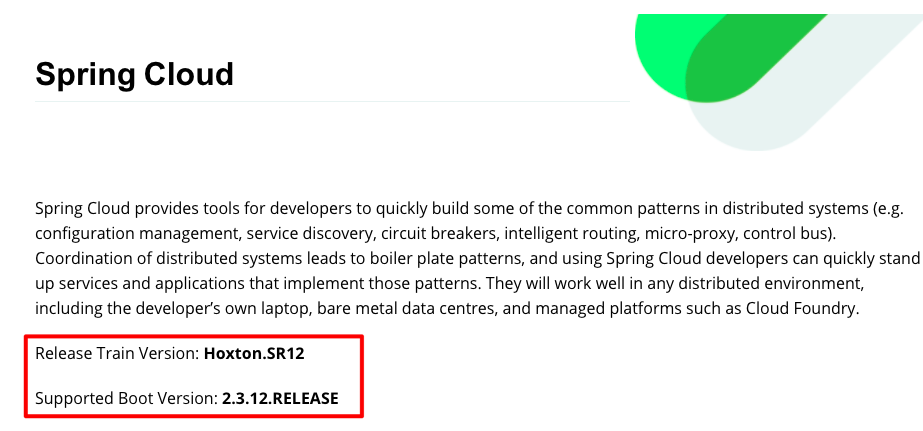 Spring Cloud
Spring Cloud provides tools for developers to quickly build some of the common patterns in distributed systems (e.g.
configuration management, service discovery, circuit breakers, intelligent routing, micro-proxy, control bus).
Coordination of distributed systems leads to boiler plate patterns, and using Spring Cloud developers can quickly stand
up services and applications that implement those patterns. They will work well in any distributed environment,
including the developer’s own laptop, bare metal data centres, and managed platforms such as Cloud Foundry.
Release Train Version: Hoxton.SR12
Supported Boot Version: 2.3.12.RELEASE